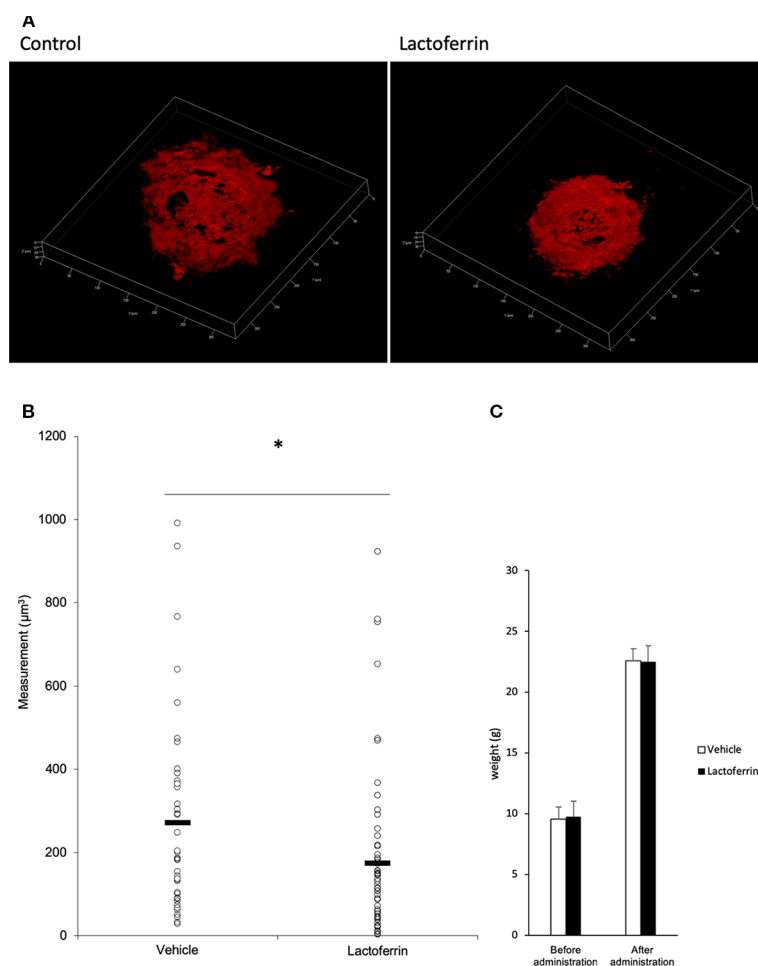 A
Control
Lactoferrin
B
1200
1000
800
600
400
200
0
Measurement (µm³)
*
Vehicle
Lactoferrin
C
30
25
20
15
10
5
0
weight (g)
Before
administration
After
administration
Vehicle
Lactoferrin